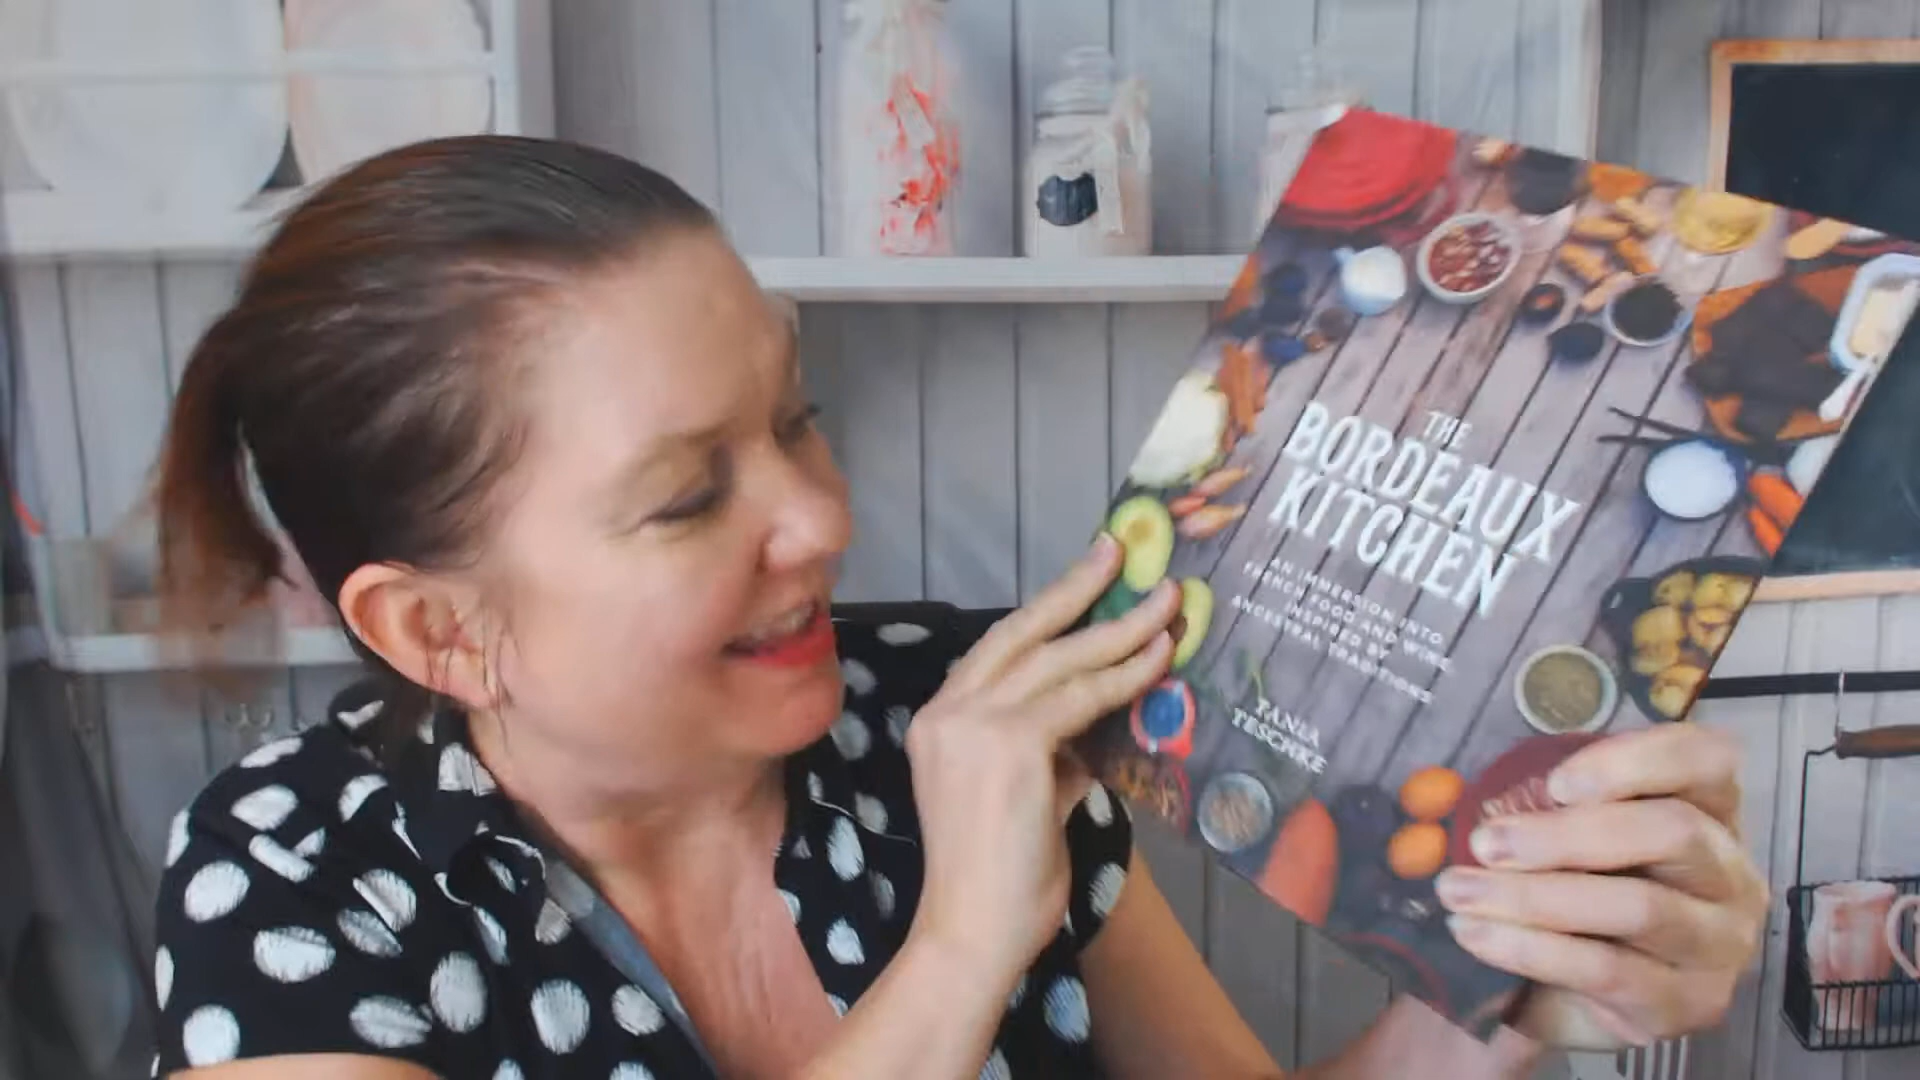 THE
BORDEAUX
KITCHEN
AN IMMERSION INTO
FRENCH FOOD AND WINE,
INSPIRED BY
ANCESTRAL TRADITIONS
TANIA
TESCHKE